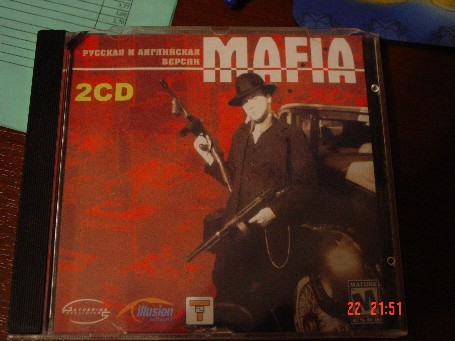 РУССКАЯ И АНГЛИЙСКАЯ
ВЕРСИИ
MAFIA
2CD
illusion
T
MATURE
M
22 21:51